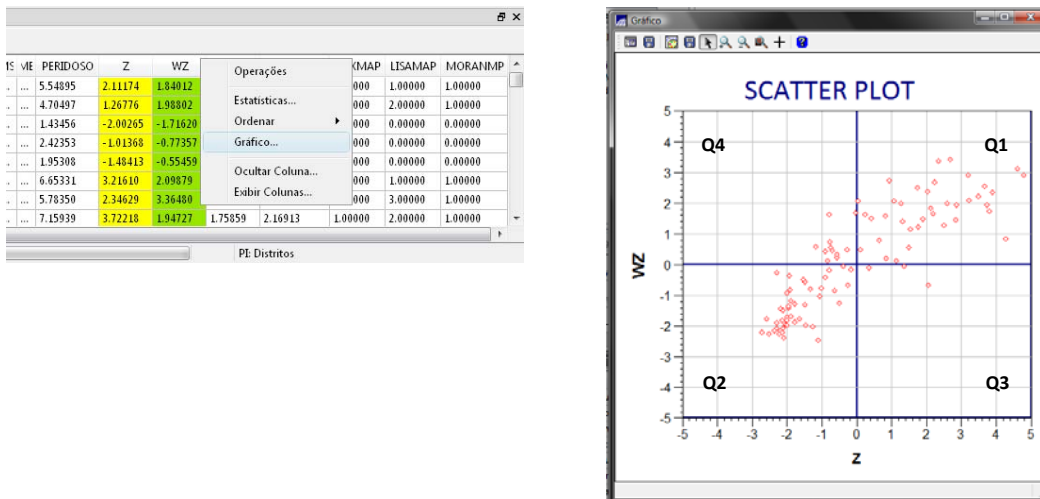 IS ME PERIDOSO Z WZ XMAP LISAMAP MORANMP
. ... 5.54895 2.11174 1.84012 000 1.00000 1.00000
. ... 4.70497 1.26776 1.98802 000 2.00000 1.00000
. ... 1.43456 -2.00265 -1.71620 000 0.00000 0.00000
. ... 2.42353 -1.01368 -0.77357 000 0.00000 0.00000
. ... 1.95308 -1.48413 -0.55459 000 0.00000 0.00000
. ... 6.65331 3.21610 2.09879 000 1.00000 1.00000
. ... 5.78350 2.34629 3.36480 000 3.00000 1.00000
. ... 7.15939 3.72218 1.94727 1.75859 2.16913 1.00000 2.00000 1.00000
Operações
Estatísticas...
Ordenar
Gráfico...
Ocultar Coluna...
Exibir Colunas...
PI: Distritos
Gráfico
SCATTER PLOT
Q4
Q1
Q2
Q3
WZ
5
4
3
2
1
0
-1
-2
-3
-4
-5
-5 -4 -3 -2 -1 0 1 2 3 4 5
Z